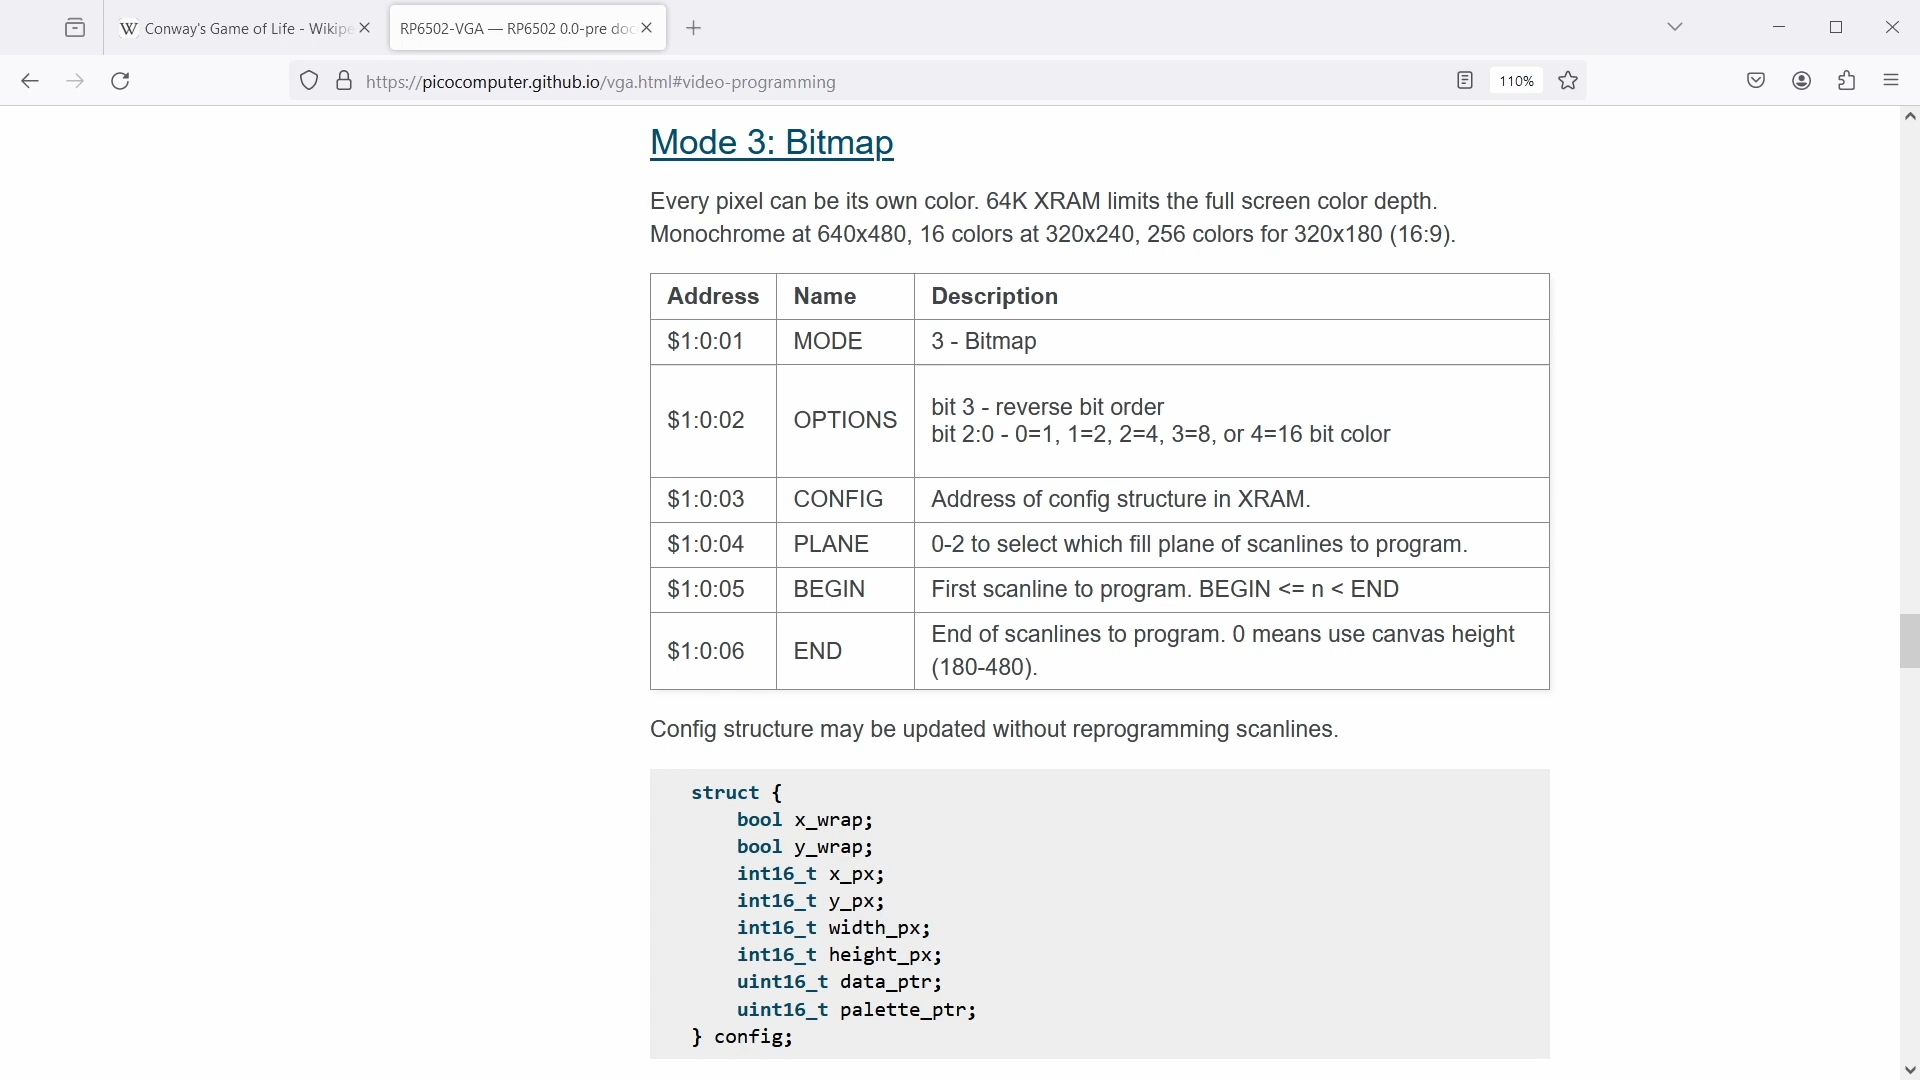 Conway's Game of Life - Wikipe
RP6502-VGA — RP6502 0.0-pre doc
https://picocomputer.github.io/vga.html#video-programming
110%
Mode 3: Bitmap
Every pixel can be its own color. 64K XRAM limits the full screen color depth.
Monochrome at 640x480, 16 colors at 320x240, 256 colors for 320x180 (16:9).
Address Name Description
$1:0:01 MODE 3 - Bitmap
$1:0:02 OPTIONS bit 3 - reverse bit order
bit 2:0 - 0=1, 1=2, 2=4, 3=8, or 4=16 bit color
$1:0:03 CONFIG Address of config structure in XRAM.
$1:0:04 PLANE 0-2 to select which fill plane of scanlines to program.
$1:0:05 BEGIN First scanline to program. BEGIN <= n < END
$1:0:06 END End of scanlines to program. 0 means use canvas height
(180-480).
Config structure may be updated without reprogramming scanlines.
struct {
bool x_wrap;
bool y_wrap;
int16_t x_px;
int16_t y_px;
int16_t width_px;
int16_t height_px;
uint16_t data_ptr;
uint16_t palette_ptr;
} config;